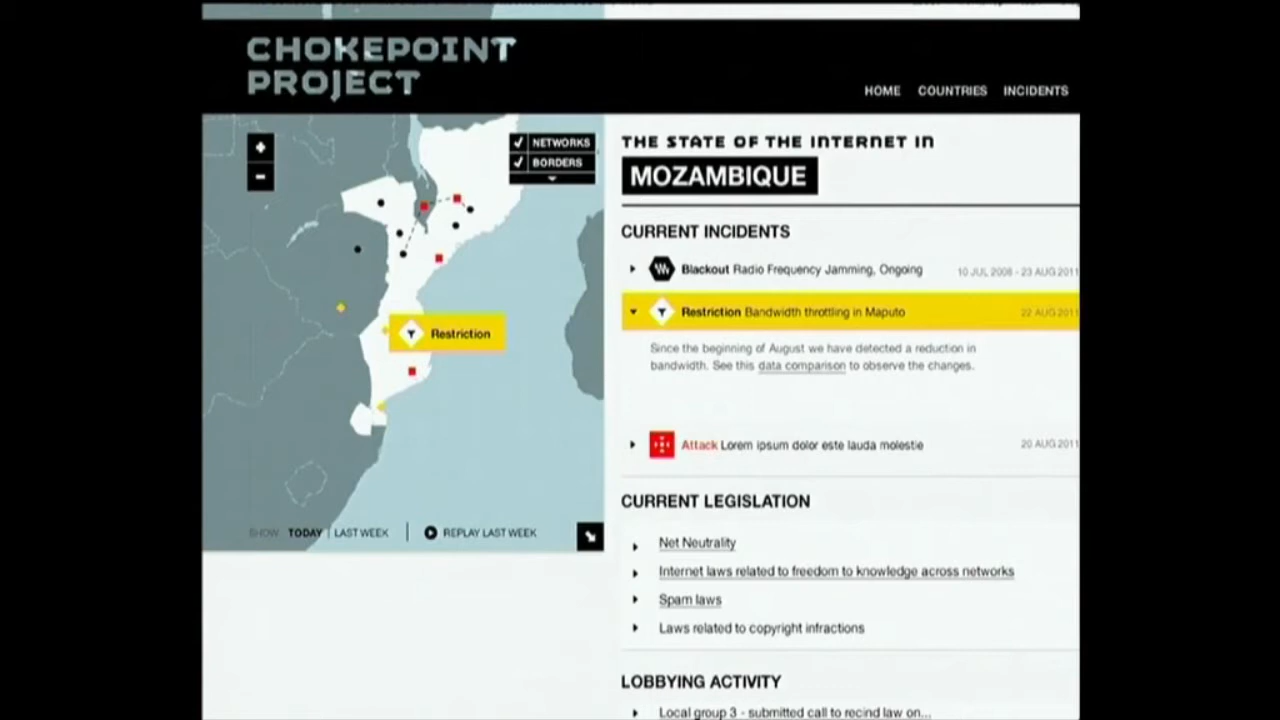 CHOKEPOINT
PROJECT
HOME COUNTRIES INCIDENTS
NETWORKS
BORDERS
Restriction
SHOW TODAY | LAST WEEK
REPLAY LAST WEEK
THE STATE OF THE INTERNET IN
MOZAMBIQUE
CURRENT INCIDENTS
Blackout Radio Frequency Jamming, Ongoing 10 JUL 2008 - 23 AUG 2011
Restriction Bandwidth throttling in Maputo 22 AUG 2011
Since the beginning of August we have detected a reduction in
bandwidth. See this data comparison to observe the changes.
Attack Lorem ipsum dolor este lauda molestie 20 AUG 2011
CURRENT LEGISLATION
Net Neutrality
Internet laws related to freedom to knowledge across networks
Spam laws
Laws related to copyright infractions
LOBBYING ACTIVITY
Local group 3 - submitted call to recind law on...